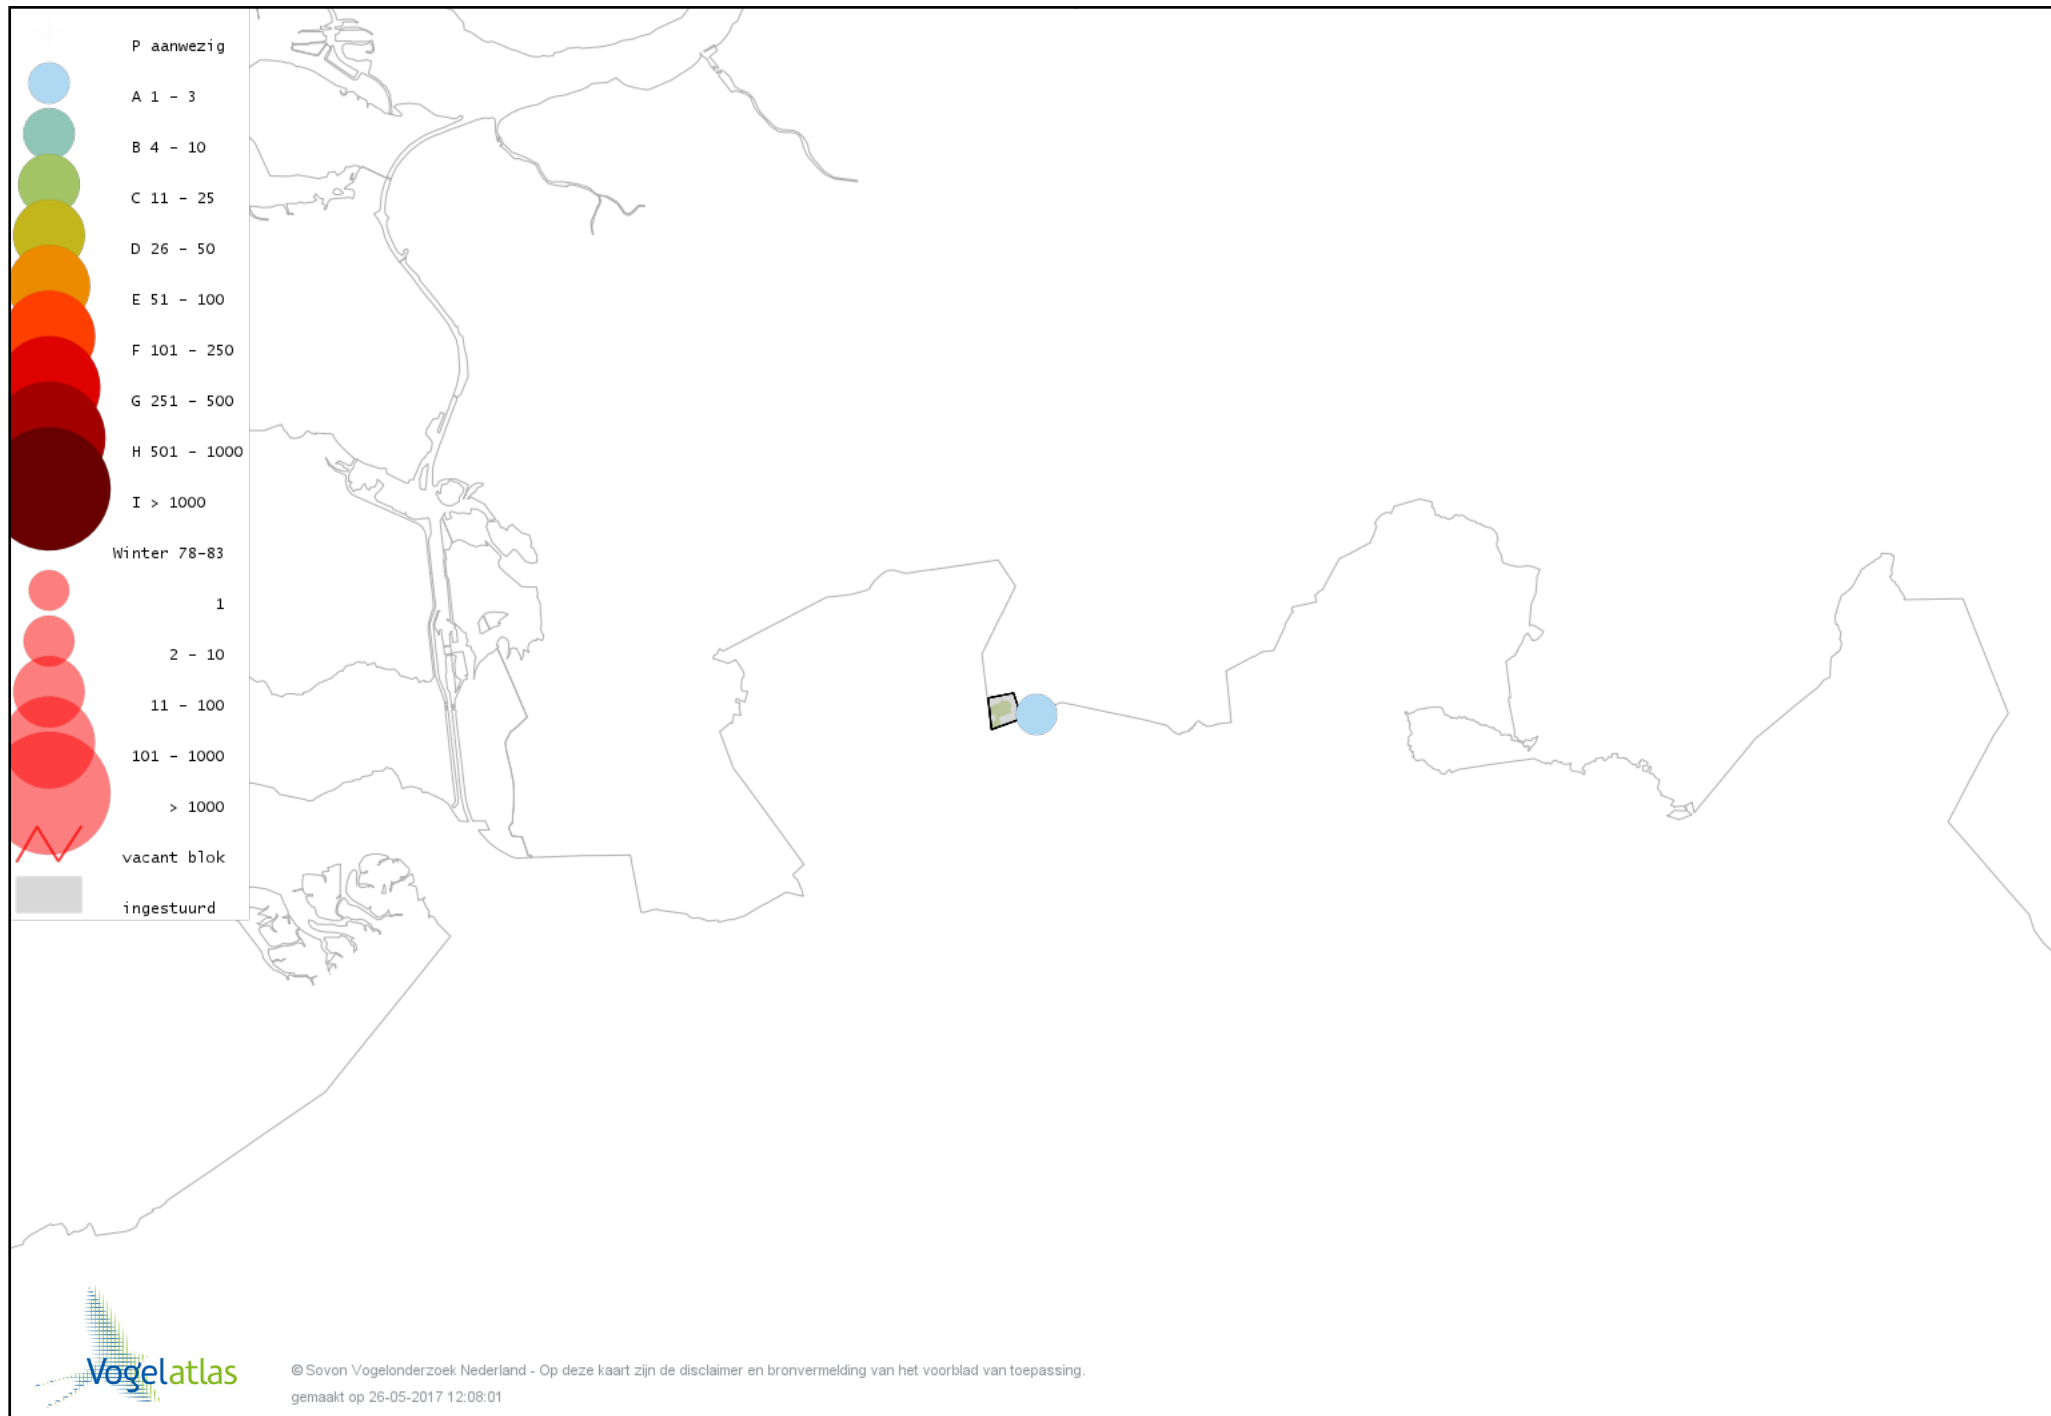 P aanwezig
A 1 - 3
B 4 - 10
C 11 - 25
D 26 - 50
E 51 - 100
F 101 - 250
G 251 - 500
H 501 - 1000
I > 1000
Winter 78-83
1
2 - 10
11 - 100
101 - 1000
> 1000
vacant blok
ingestuurd
Vogelatlas
© Sovon Vogelonderzoek Nederland - Op deze kaart zijn de disclaimer en bronvermelding van het voorblad van toepassing.
gemaakt op 26-05-2017 12:08:01